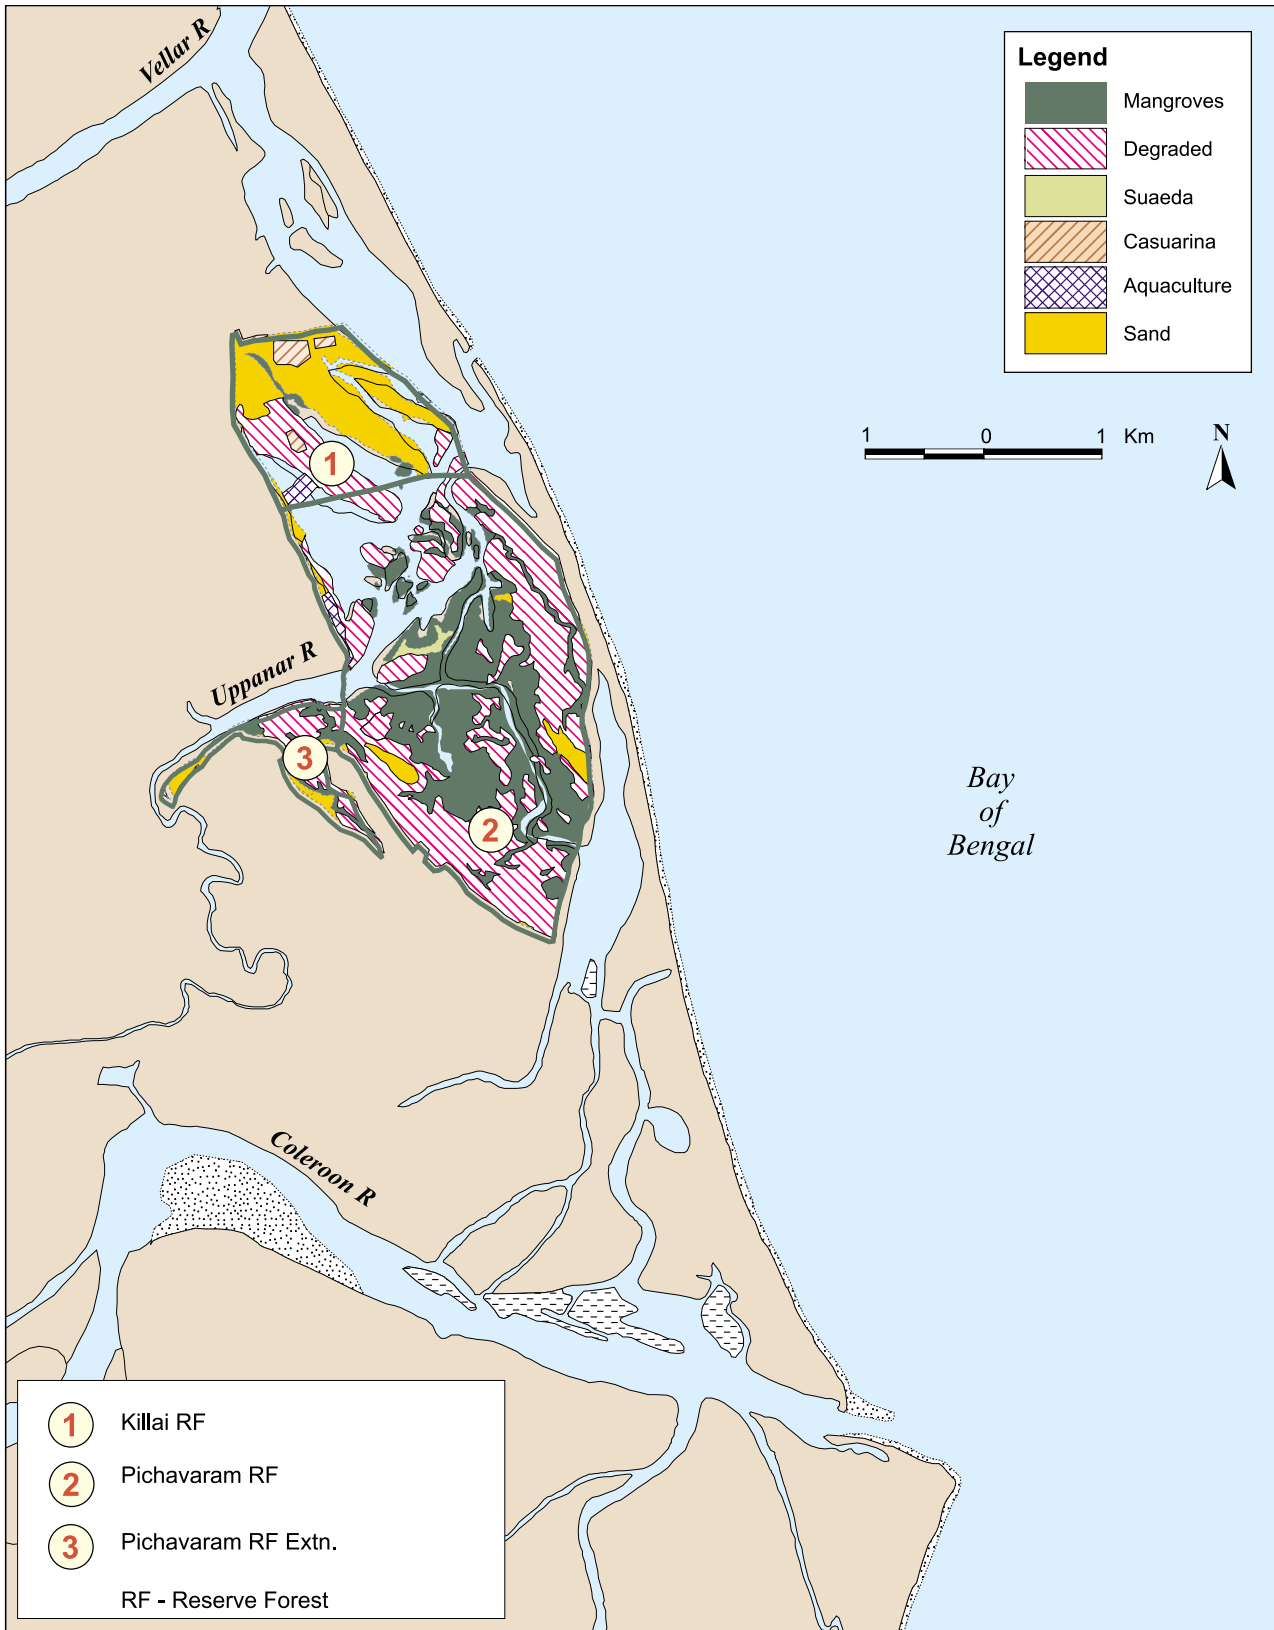 Vellar R
Legend
Mangroves
Degraded
Suaeda
Casuarina
Aquaculture
Sand
1 0 1 Km
N
1
Uppanar R
3
2
Bay
of
Bengal
Coleroon R
1 Killai RF
2 Pichavaram RF
3 Pichavaram RF Extn.
RF - Reserve Forest